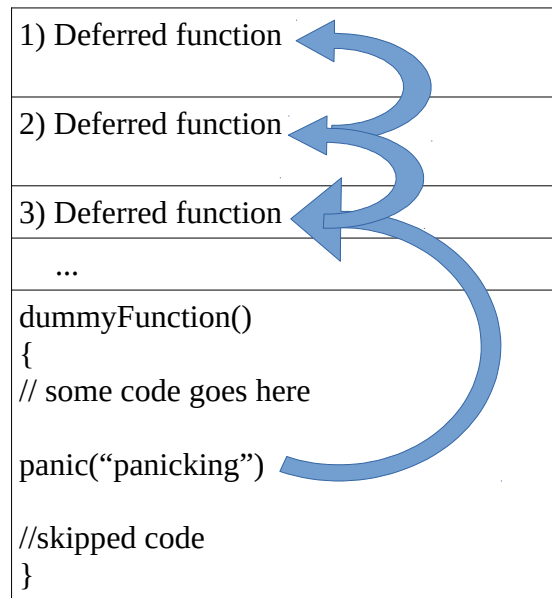 1) Deferred function
2) Deferred function
3) Deferred function
...
dummyFunction()
{
// some code goes here
panic(“panicking”)
//skipped code
}